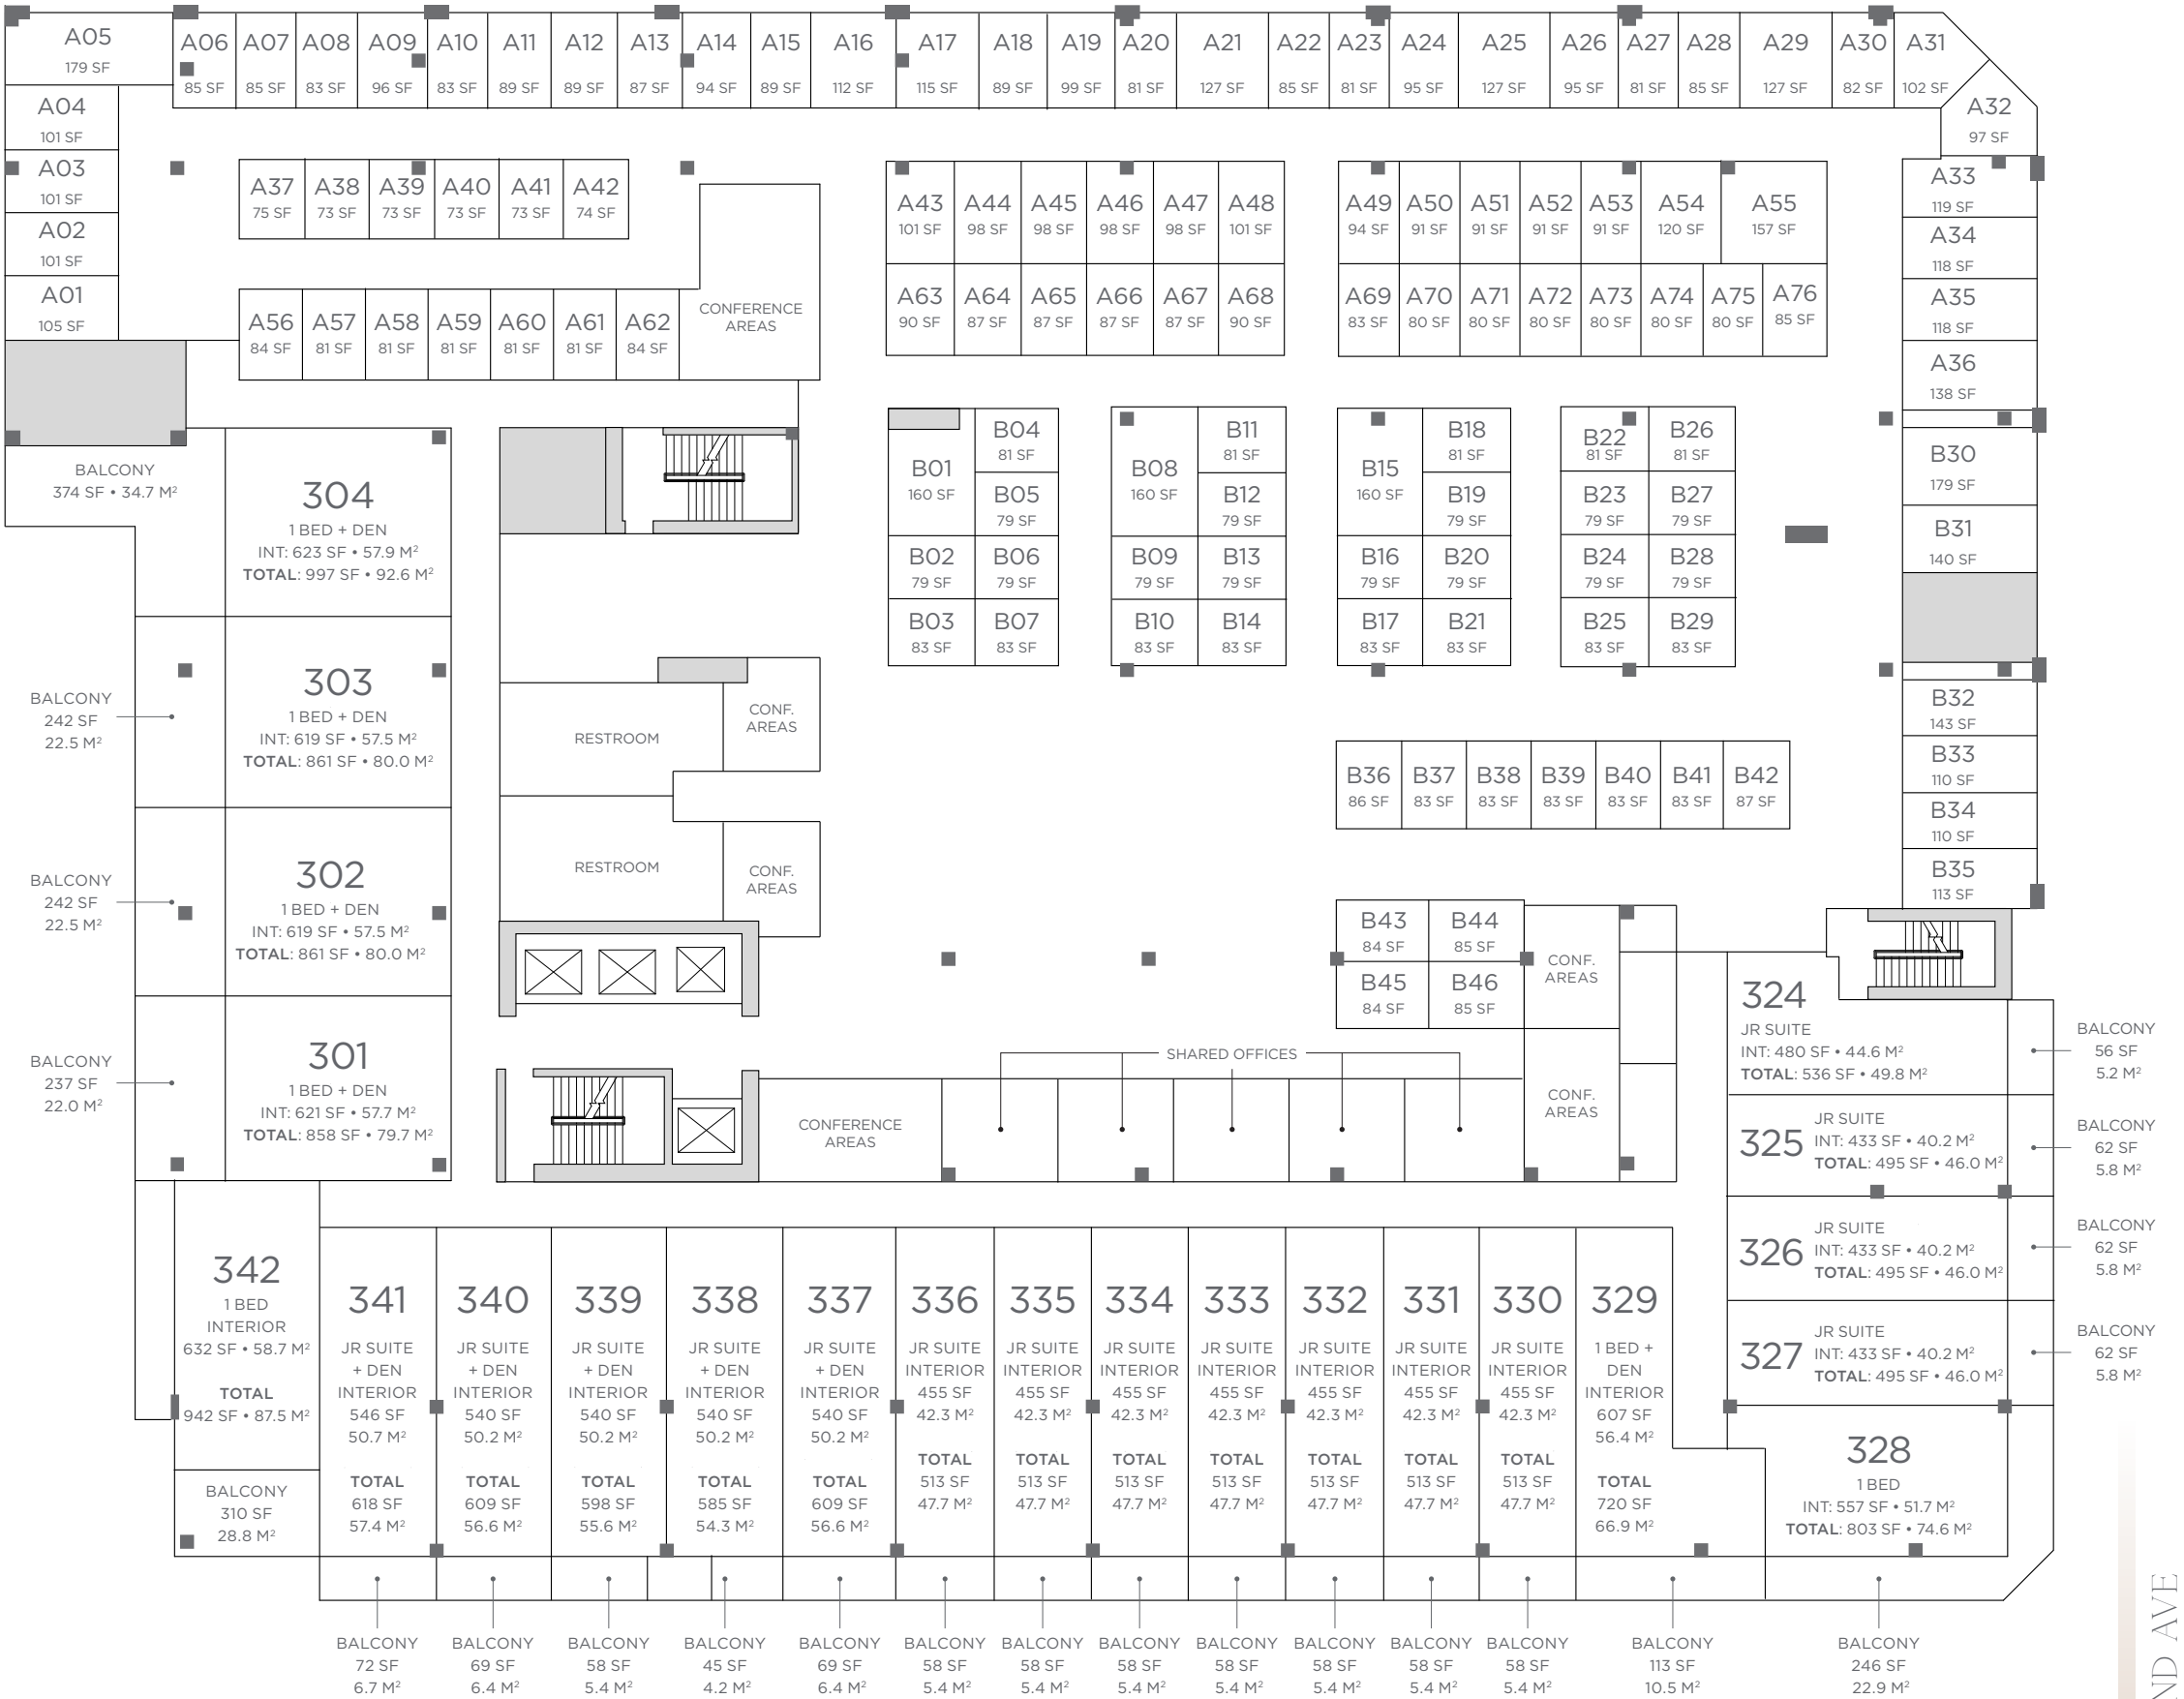 A05
179 SF
A06
85 SF
A07
85 SF
A08
83 SF
A09
96 SF
A10
83 SF
A11
89 SF
A12
89 SF
A13
87 SF
A14
94 SF
A15
89 SF
A16
112 SF
A17
115 SF
A18
89 SF
A19
99 SF
A20
81 SF
A21
127 SF
A22
85 SF
A23
81 SF
A24
95 SF
A25
127 SF
A26
95 SF
A27
81 SF
A28
85 SF
A29
127 SF
A30
82 SF
A31
102 SF
A32
97 SF
A04
101 SF
A03
101 SF
A02
101 SF
A01
105 SF
A37
75 SF
A38
73 SF
A39
73 SF
A40
73 SF
A41
73 SF
A42
74 SF
A56
84 SF
A57
81 SF
A58
81 SF
A59
81 SF
A60
81 SF
A61
81 SF
A62
84 SF
CONFERENCE
AREAS
A43
101 SF
A44
98 SF
A45
98 SF
A46
98 SF
A47
98 SF
A48
101 SF
A63
90 SF
A64
87 SF
A65
87 SF
A66
87 SF
A67
87 SF
A68
90 SF
A49
94 SF
A50
91 SF
A51
91 SF
A52
91 SF
A53
91 SF
A54
120 SF
A55
157 SF
A69
83 SF
A70
80 SF
A71
80 SF
A72
80 SF
A73
80 SF
A74
80 SF
A75
80 SF
A76
85 SF
A33
119 SF
A34
118 SF
A35
118 SF
A36
138 SF
B30
179 SF
B31
140 SF
B32
143 SF
B33
110 SF
B34
110 SF
B35
113 SF
B01
160 SF
B04
81 SF
B05
79 SF
B02
79 SF
B06
79 SF
B03
83 SF
B07
83 SF
B08
160 SF
B11
81 SF
B12
79 SF
B09
79 SF
B13
79 SF
B10
83 SF
B14
83 SF
B15
160 SF
B18
81 SF
B19
79 SF
B16
79 SF
B20
79 SF
B17
83 SF
B21
83 SF
B22
81 SF
B26
81 SF
B23
79 SF
B27
79 SF
B24
79 SF
B28
79 SF
B25
83 SF
B29
83 SF
B36
86 SF
B37
83 SF
B38
83 SF
B39
83 SF
B40
83 SF
B41
83 SF
B42
87 SF
B43
84 SF
B44
85 SF
B45
84 SF
B46
85 SF
CONF.
AREAS
CONF.
AREAS
BALCONY
374 SF • 34.7 M²
304
1 BED + DEN
INT: 623 SF • 57.9 M²
TOTAL: 997 SF • 92.6 M²
BALCONY
242 SF
22.5 M²
303
1 BED + DEN
INT: 619 SF • 57.5 M²
TOTAL: 861 SF • 80.0 M²
BALCONY
242 SF
22.5 M²
302
1 BED + DEN
INT: 619 SF • 57.5 M²
TOTAL: 861 SF • 80.0 M²
BALCONY
237 SF
22.0 M²
301
1 BED + DEN
INT: 621 SF • 57.7 M²
TOTAL: 858 SF • 79.7 M²
RESTROOM
CONF.
AREAS
RESTROOM
CONF.
AREAS
SHARED OFFICES
CONFERENCE
AREAS
324
JR SUITE
INT: 480 SF • 44.6 M²
TOTAL: 536 SF • 49.8 M²
BALCONY
56 SF
5.2 M²
325
JR SUITE
INT: 433 SF • 40.2 M²
TOTAL: 495 SF • 46.0 M²
BALCONY
62 SF
5.8 M²
326
JR SUITE
INT: 433 SF • 40.2 M²
TOTAL: 495 SF • 46.0 M²
BALCONY
62 SF
5.8 M²
327
JR SUITE
INT: 433 SF • 40.2 M²
TOTAL: 495 SF • 46.0 M²
BALCONY
62 SF
5.8 M²
328
1 BED
INT: 557 SF • 51.7 M²
TOTAL: 803 SF • 74.6 M²
342
1 BED
INTERIOR
632 SF • 58.7 M²
TOTAL
942 SF • 87.5 M²
BALCONY
310 SF
28.8 M²
341
JR SUITE
+ DEN
INTERIOR
546 SF
50.7 M²
TOTAL
618 SF
57.4 M²
340
JR SUITE
+ DEN
INTERIOR
540 SF
50.2 M²
TOTAL
609 SF
56.6 M²
339
JR SUITE
+ DEN
INTERIOR
540 SF
50.2 M²
TOTAL
598 SF
55.6 M²
338
JR SUITE
+ DEN
INTERIOR
540 SF
50.2 M²
TOTAL
585 SF
54.3 M²
337
JR SUITE
+ DEN
INTERIOR
540 SF
50.2 M²
TOTAL
609 SF
56.6 M²
336
JR SUITE
INTERIOR
455 SF
42.3 M²
TOTAL
513 SF
47.7 M²
335
JR SUITE
INTERIOR
455 SF
42.3 M²
TOTAL
513 SF
47.7 M²
334
JR SUITE
INTERIOR
455 SF
42.3 M²
TOTAL
513 SF
47.7 M²
333
JR SUITE
INTERIOR
455 SF
42.3 M²
TOTAL
513 SF
47.7 M²
332
JR SUITE
INTERIOR
455 SF
42.3 M²
TOTAL
513 SF
47.7 M²
331
JR SUITE
INTERIOR
455 SF
42.3 M²
TOTAL
513 SF
47.7 M²
330
JR SUITE
INTERIOR
455 SF
42.3 M²
TOTAL
513 SF
47.7 M²
329
1 BED +
DEN
INTERIOR
607 SF
56.4 M²
TOTAL
720 SF
66.9 M²
BALCONY
72 SF
6.7 M²
BALCONY
69 SF
6.4 M²
BALCONY
58 SF
5.4 M²
BALCONY
45 SF
4.2 M²
BALCONY
69 SF
6.4 M²
BALCONY
58 SF
5.4 M²
BALCONY
58 SF
5.4 M²
BALCONY
58 SF
5.4 M²
BALCONY
58 SF
5.4 M²
BALCONY
58 SF
5.4 M²
BALCONY
58 SF
5.4 M²
BALCONY
58 SF
5.4 M²
BALCONY
113 SF
10.5 M²
BALCONY
246 SF
22.9 M²
ND AVE